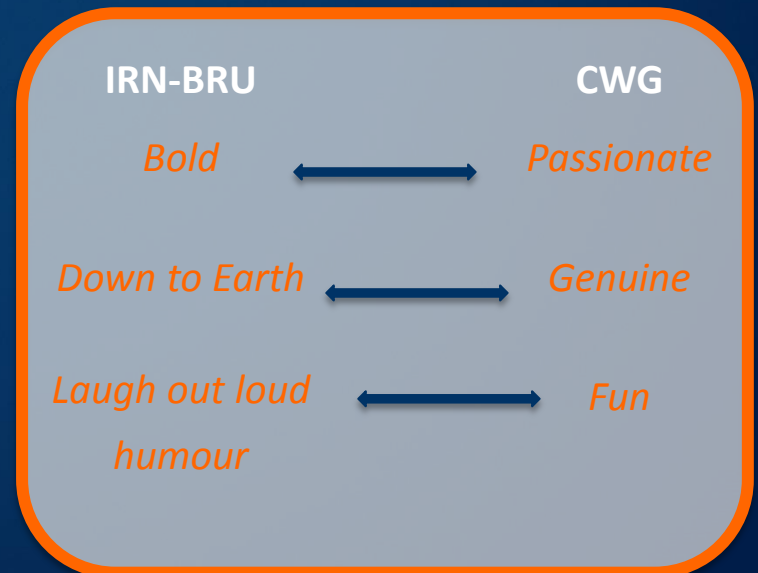 IRN-BRU CWG
Bold Passionate
Down to Earth Genuine
Laugh out loud Fun
humour